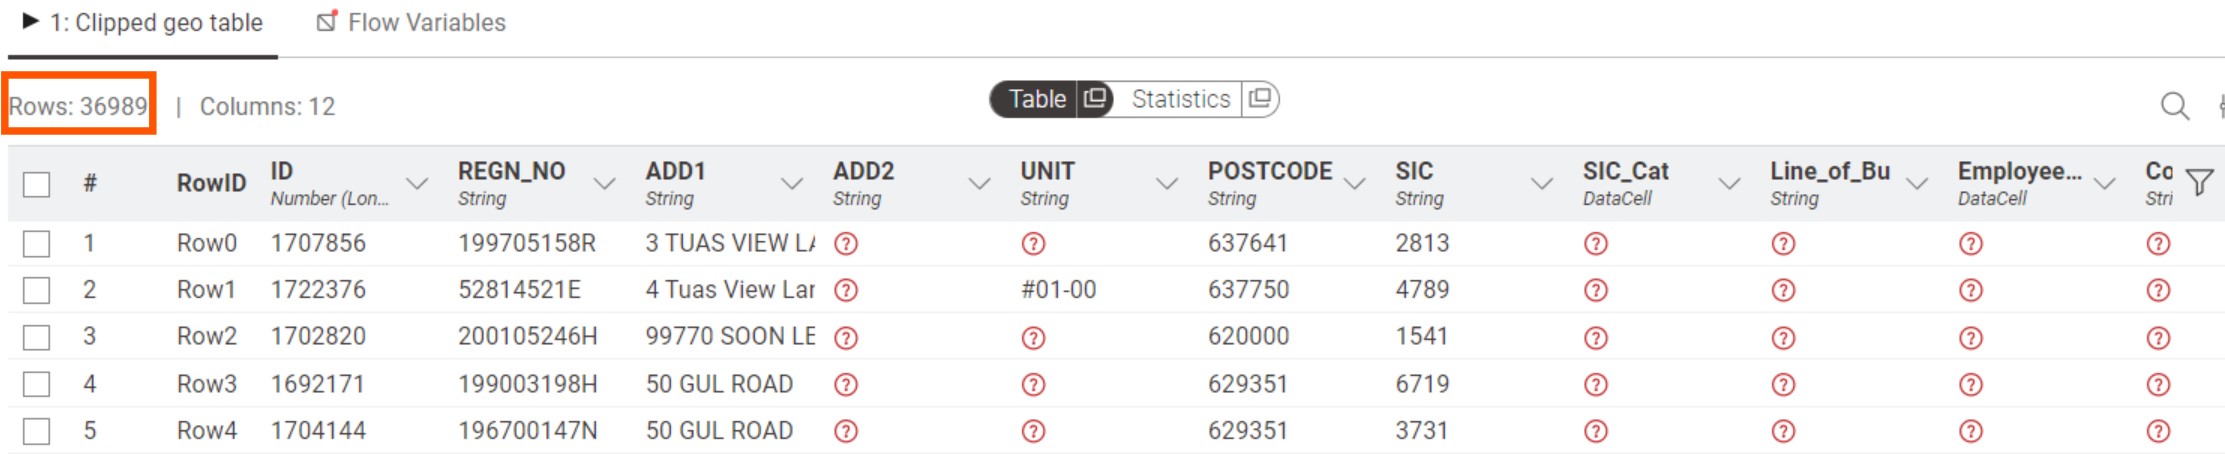 1: Clipped geo table Flow Variables
Rows: 36989 | Columns: 12 Table Statistics
# RowID ID REGN_NO ADD1 ADD2 UNIT POSTCODE SIC SIC_Cat Line_of_Bu Employee... Co
Number (Lon... String String String String String String DataCell String DataCell Stri
1 Row0 1707856 199705158R 3 TUAS VIEW LA ? ? 637641 2813 ? ? ? ?
2 Row1 1722376 52814521E 4 Tuas View Lar ? #01-00 637750 4789 ? ? ? ?
3 Row2 1702820 200105246H 99770 SOON LE ? ? 620000 1541 ? ? ? ?
4 Row3 1692171 199003198H 50 GUL ROAD ? ? 629351 6719 ? ? ? ?
5 Row4 1704144 196700147N 50 GUL ROAD ? ? 629351 3731 ? ? ? ?